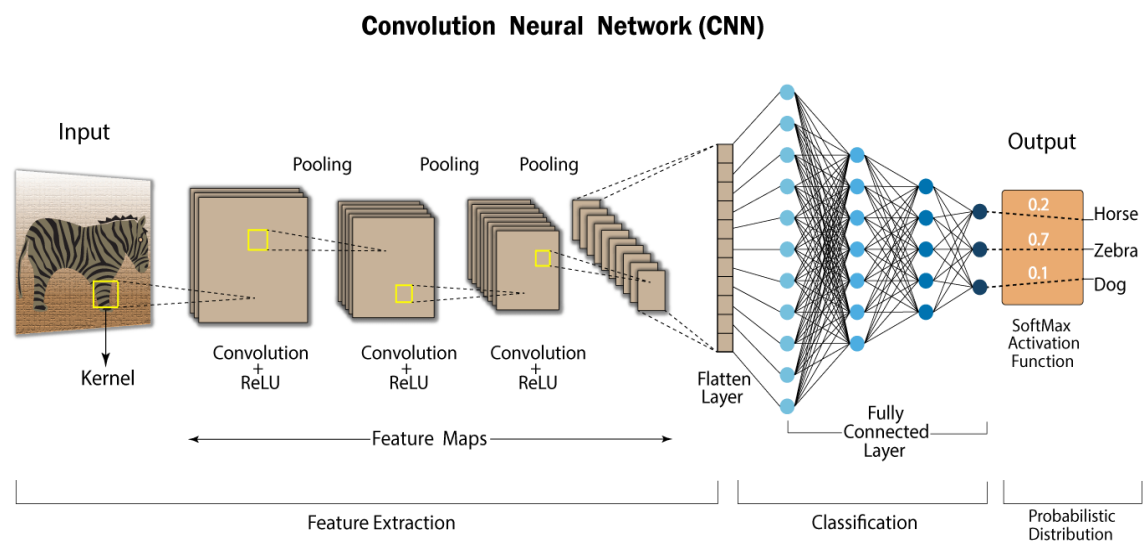 Convolution Neural Network (CNN)
Input
Pooling
Pooling
Pooling
Output
0.2
Horse
0.7
Zebra
0.1
Dog
SoftMax
Activation
Function
Kernel
Convolution
+
ReLU
Convolution
+
ReLU
Convolution
+
ReLU
Flatten
Layer
Fully
Connected
Layer
Feature Maps
Feature Extraction
Classification
Probabilistic
Distribution